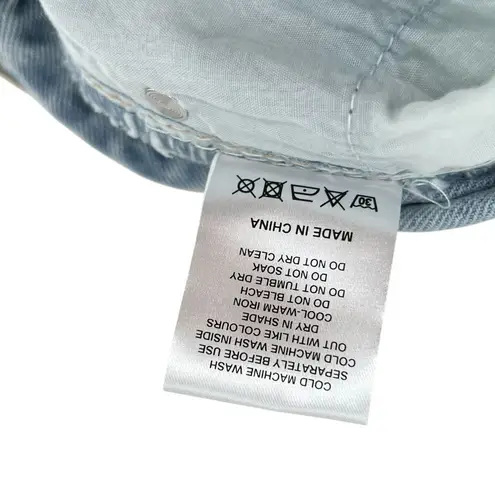 COLD MACHINE WASH
SEPARATELY BEFORE USE
COLD MACHINE WASH INSIDE
OUT WITH LIKE COLOURS
DRY IN SHADE
COOL-WARM IRON
DO NOT BLEACH
DO NOT TUMBLE DRY
DO NOT SOAK
DO NOT DRY CLEAN
MADE IN CHINA
30